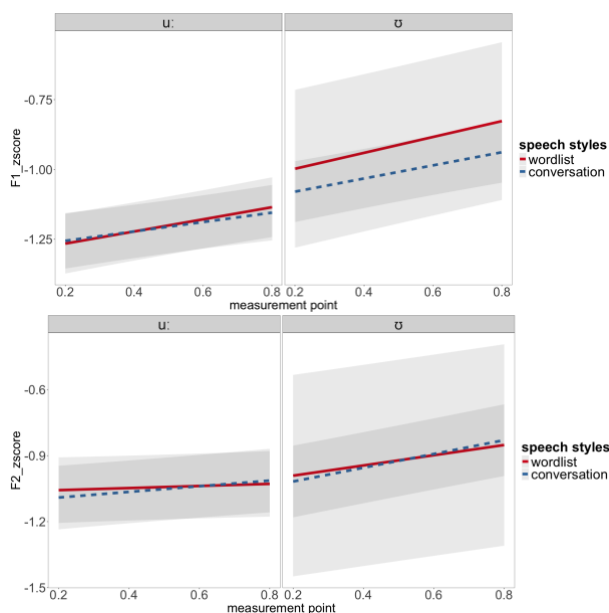 uː ʊ
-0.75
-1.00
-1.25
F1_zscore
0.2 0.4 0.6 0.8 0.2 0.4 0.6 0.8
measurement point
speech styles
wordlist
conversation
uː ʊ
-0.6
-0.9
-1.2
-1.5
F2_zscore
0.2 0.4 0.6 0.8 0.2 0.4 0.6 0.8
measurement point
speech styles
wordlist
conversation